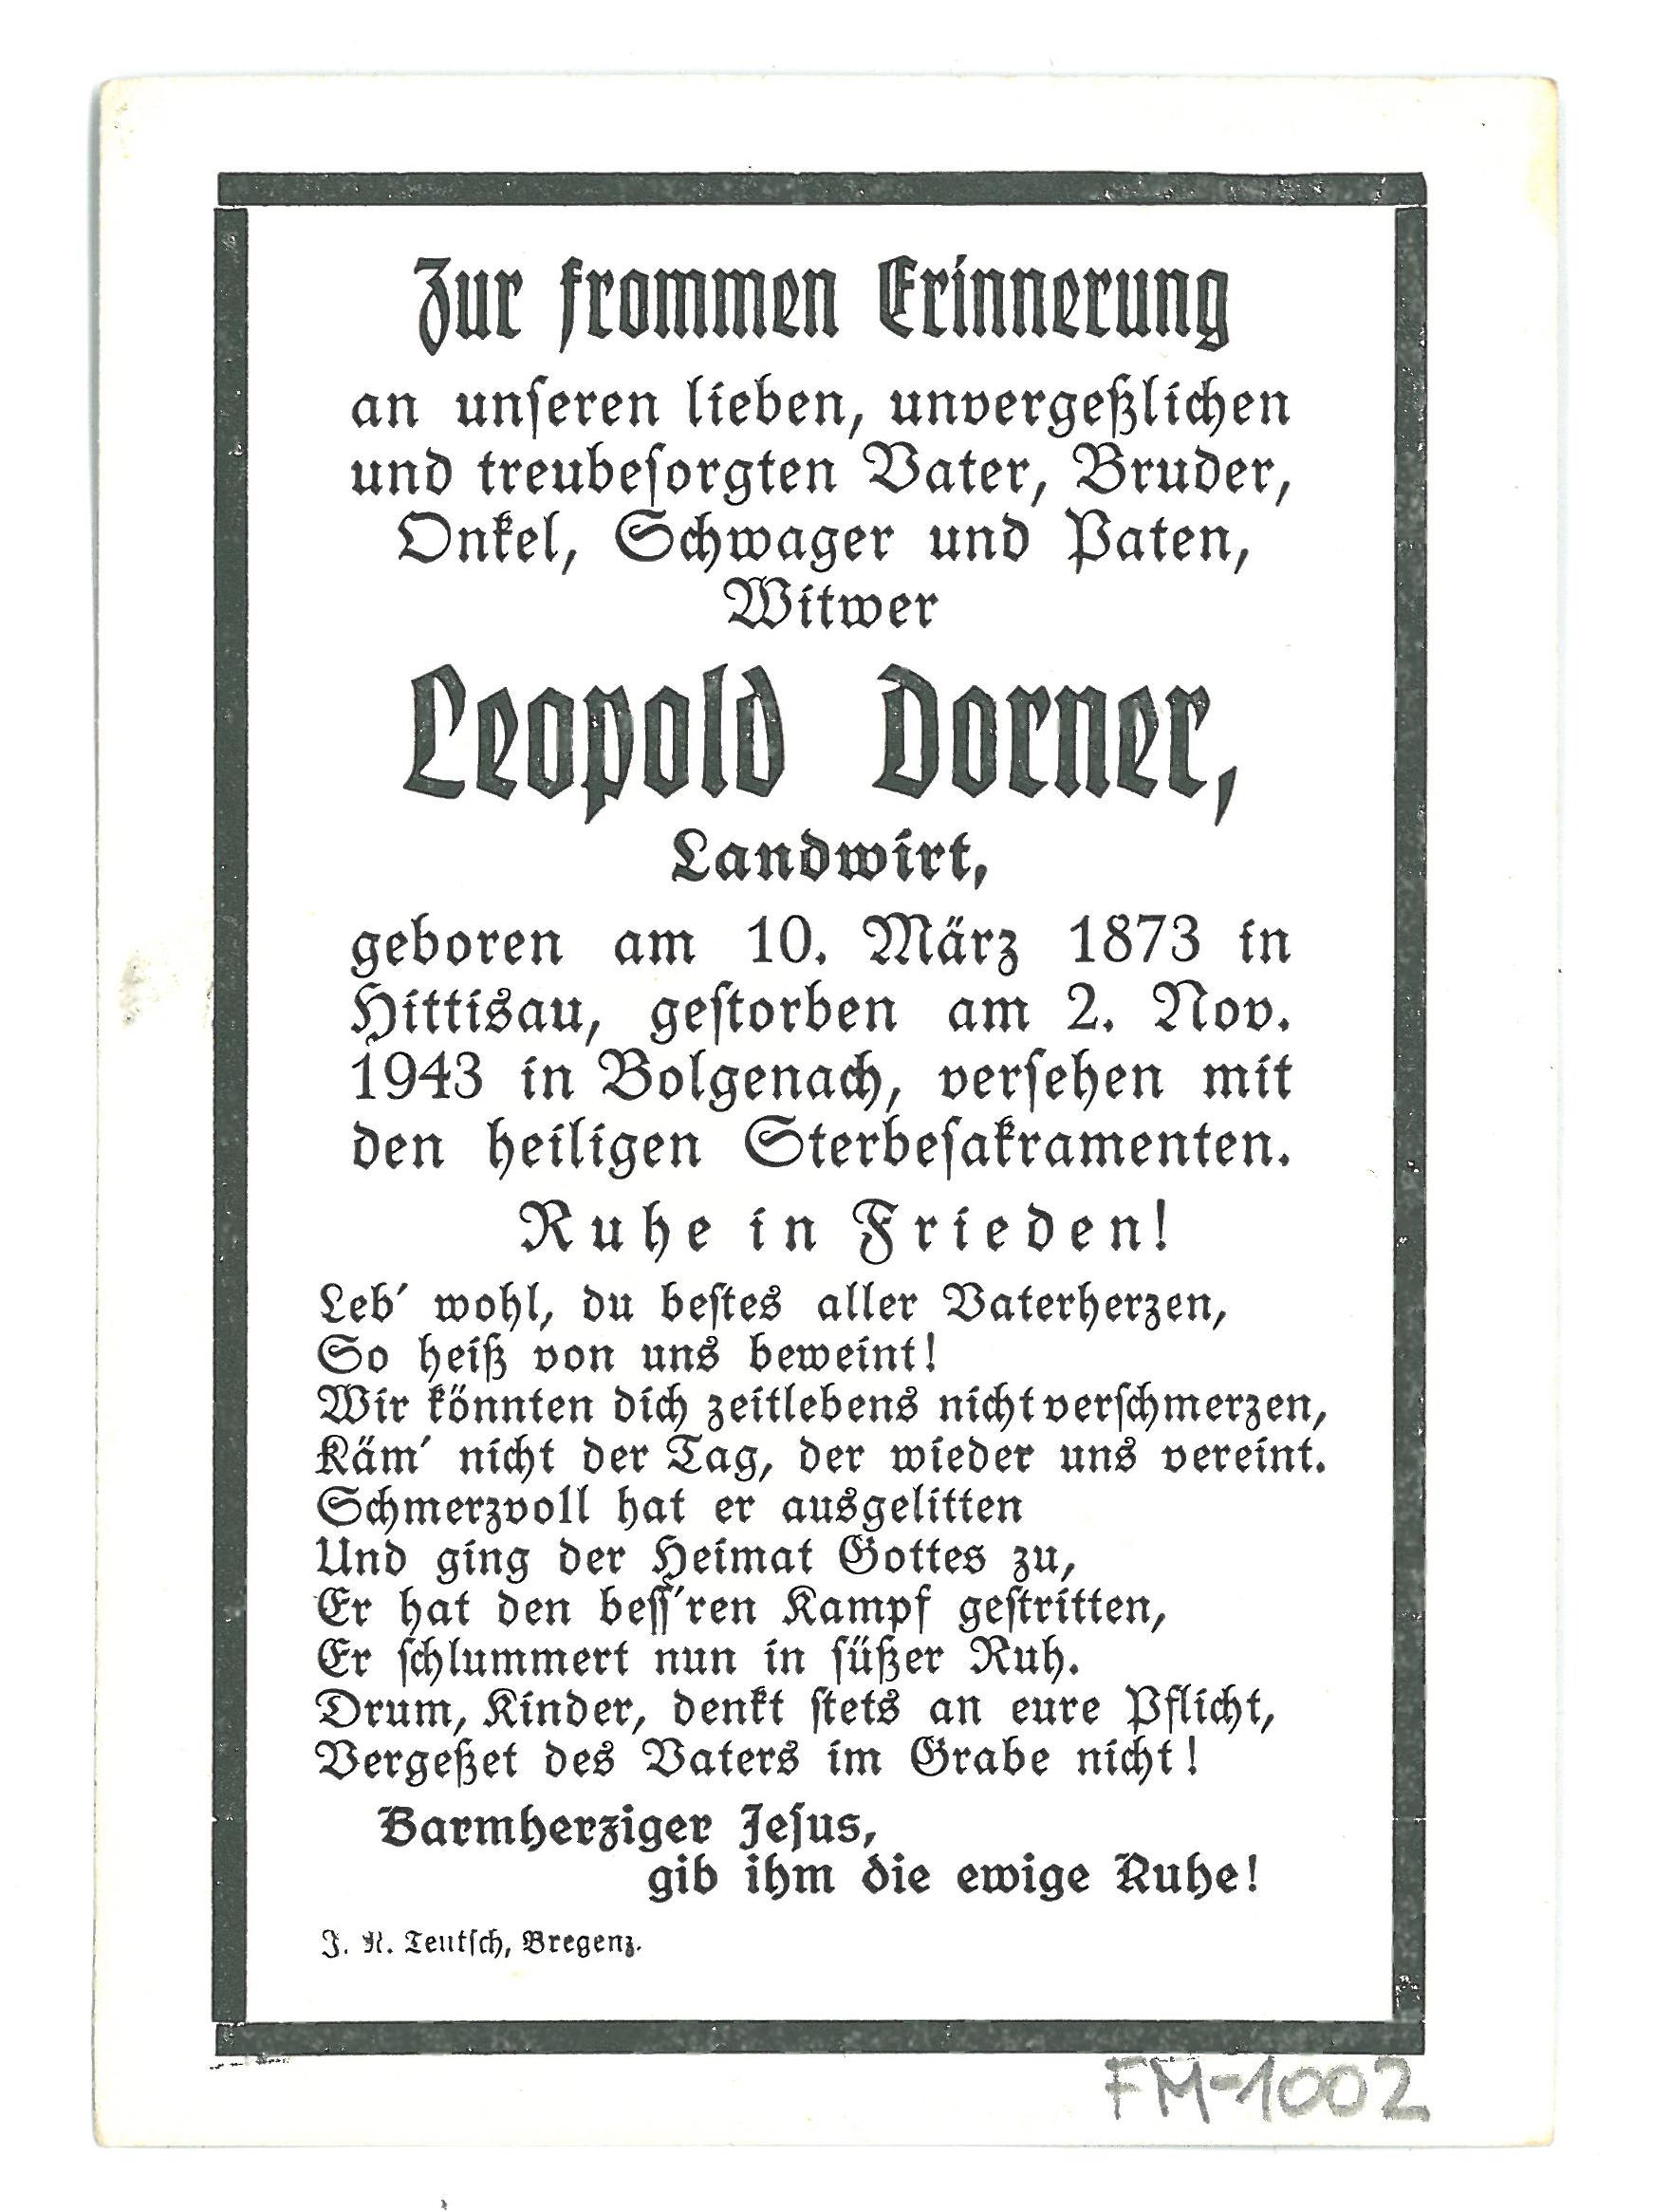 Zur frommen Erinnerung
an unseren lieben, unvergeßlichen
und treubesorgten Vater, Bruder,
Onkel, Schwager und Paten,
Witwer
Leopold Dorner,
Landwirt,
geboren am 10. März 1873 in
Hittisau, gestorben am 2. Nov.
1943 in Bolgenach, versehen mit
den heiligen Sterbesakramenten.
Ruhe in Frieden!
Leb' wohl, du bestes aller Vaterherzen,
So heiß von uns beweint!
Wir könnten dich zeitlebens nicht verschmerzen,
Käm' nicht der Tag, der wieder uns vereint.
Schmerzvoll hat er ausgelitten
Und ging der Heimat Gottes zu,
Er hat den bess'ren Kampf gestritten,
Er schlummert nun in süßer Ruh.
Drum, Kinder, denkt stets an eure Pflicht,
Vergeßet des Vaters im Grabe nicht!
Barmherziger Jesus,
gib ihm die ewige Ruhe!
J. N. Teutsch, Bregenz.
FM-1002